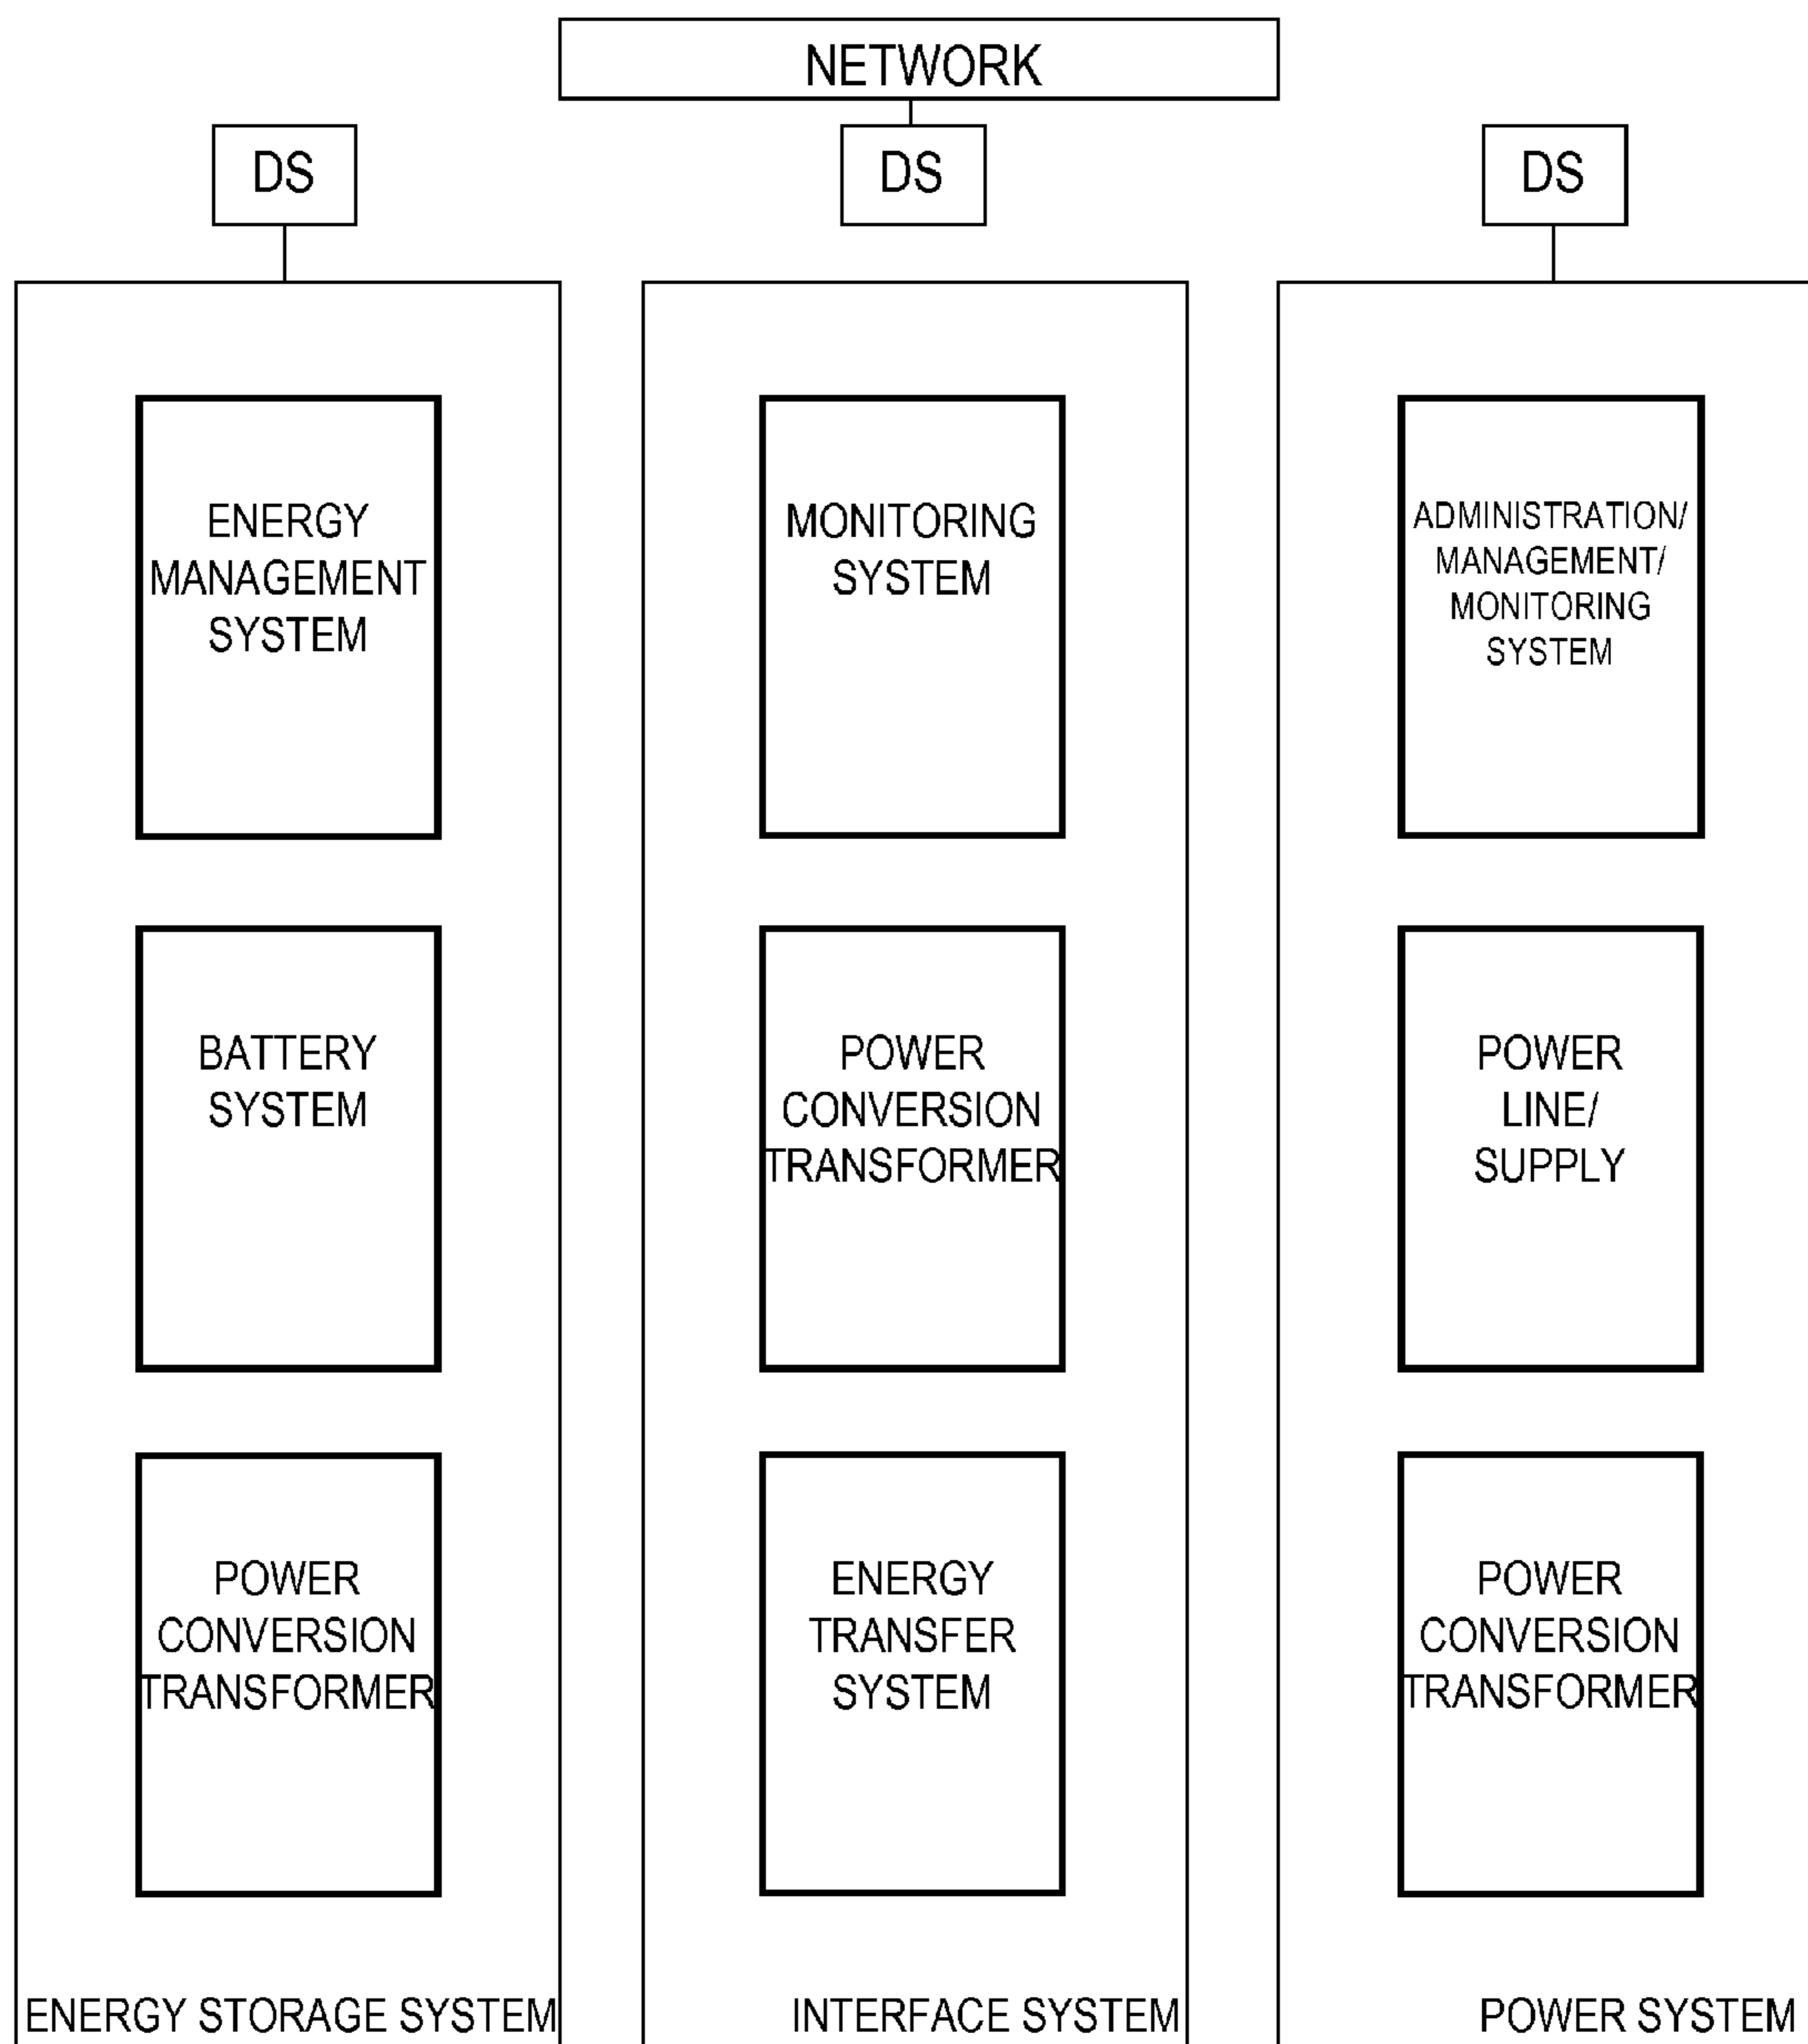 NETWORK
DS
DS
DS
ENERGY
MANAGEMENT
SYSTEM
BATTERY
SYSTEM
POWER
CONVERSION
TRANSFORMER
ENERGY STORAGE SYSTEM
MONITORING
SYSTEM
POWER
CONVERSION
TRANSFORMER
ENERGY
TRANSFER
SYSTEM
INTERFACE SYSTEM
ADMINISTRATION/
MANAGEMENT/
MONITORING
SYSTEM
POWER
LINE/
SUPPLY
POWER
CONVERSION
TRANSFORMER
POWER SYSTEM